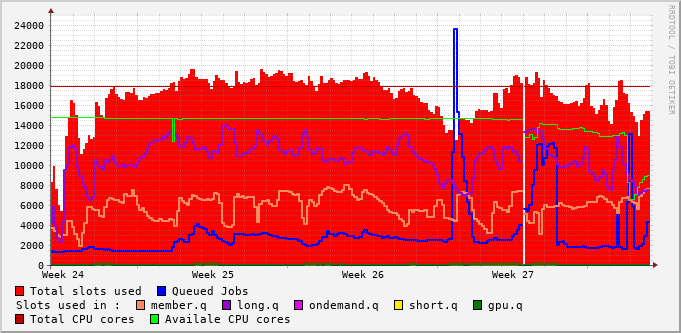 24000
22000
20000
18000
16000
14000
12000
10000
8000
6000
4000
2000
0
Week 24 Week 25 Week 26 Week 27
Total slots used Queued Jobs
Slots used in : member.q long.q ondemand.q short.q gpu.q
Total CPU cores Availale CPU cores
RRDTOOL / TOBI OETIKER